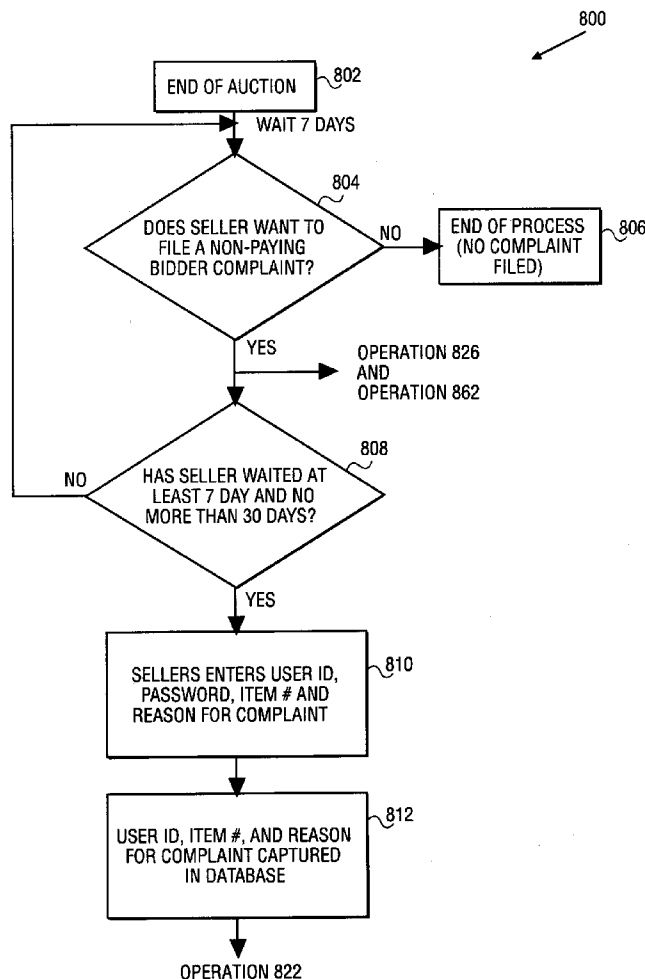 800
END OF AUCTION
802
WAIT 7 DAYS
804
DOES SELLER WANT TO
FILE A NON-PAYING
BIDDER COMPLAINT?
NO
END OF PROCESS
(NO COMPLAINT
FILED)
806
YES
OPERATION 826
AND
OPERATION 862
808
NO
HAS SELLER WAITED AT
LEAST 7 DAY AND NO
MORE THAN 30 DAYS?
YES
810
SELLERS ENTERS USER ID,
PASSWORD, ITEM # AND
REASON FOR COMPLAINT
812
USER ID, ITEM #, AND REASON
FOR COMPLAINT CAPTURED
IN DATABASE
OPERATION 822